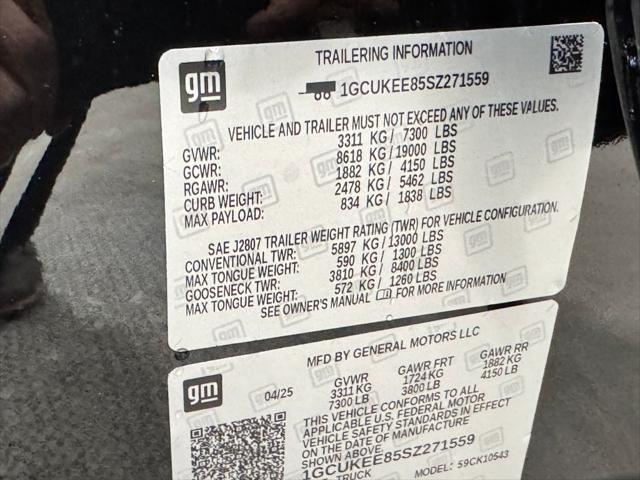 TRAILERING INFORMATION
gm
1GCUKEE85SZ271559
VEHICLE AND TRAILER MUST NOT EXCEED ANY OF THESE VALUES.
GVWR: 3311 KG / 7300 LBS
GCWR: 8618 KG / 19000 LBS
RGAWR: 1882 KG / 4150 LBS
CURB WEIGHT: 2478 KG / 5462 LBS
MAX PAYLOAD: 834 KG / 1838 LBS
SAE J2807 TRAILER WEIGHT RATING (TWR) FOR VEHICLE CONFIGURATION.
CONVENTIONAL TWR: 5897 KG / 13000 LBS
MAX TONGUE WEIGHT: 590 KG / 1300 LBS
GOOSENECK TWR: 3810 KG / 8400 LBS
MAX TONGUE WEIGHT: 572 KG / 1260 LBS
SEE OWNER'S MANUAL FOR MORE INFORMATION
MFD BY GENERAL MOTORS LLC
gm
04/25 GVWR GAWR FRT GAWR RR
3311 KG 1724 KG 1882 KG
7300 LB 3800 LB 4150 LB
THIS VEHICLE CONFORMS TO ALL
APPLICABLE U.S. FEDERAL MOTOR
VEHICLE SAFETY STANDARDS IN EFFECT
ON THE DATE OF MANUFACTURE
SHOWN ABOVE.
1GCUKEE85SZ271559
TRUCK MODEL: 59CK10543